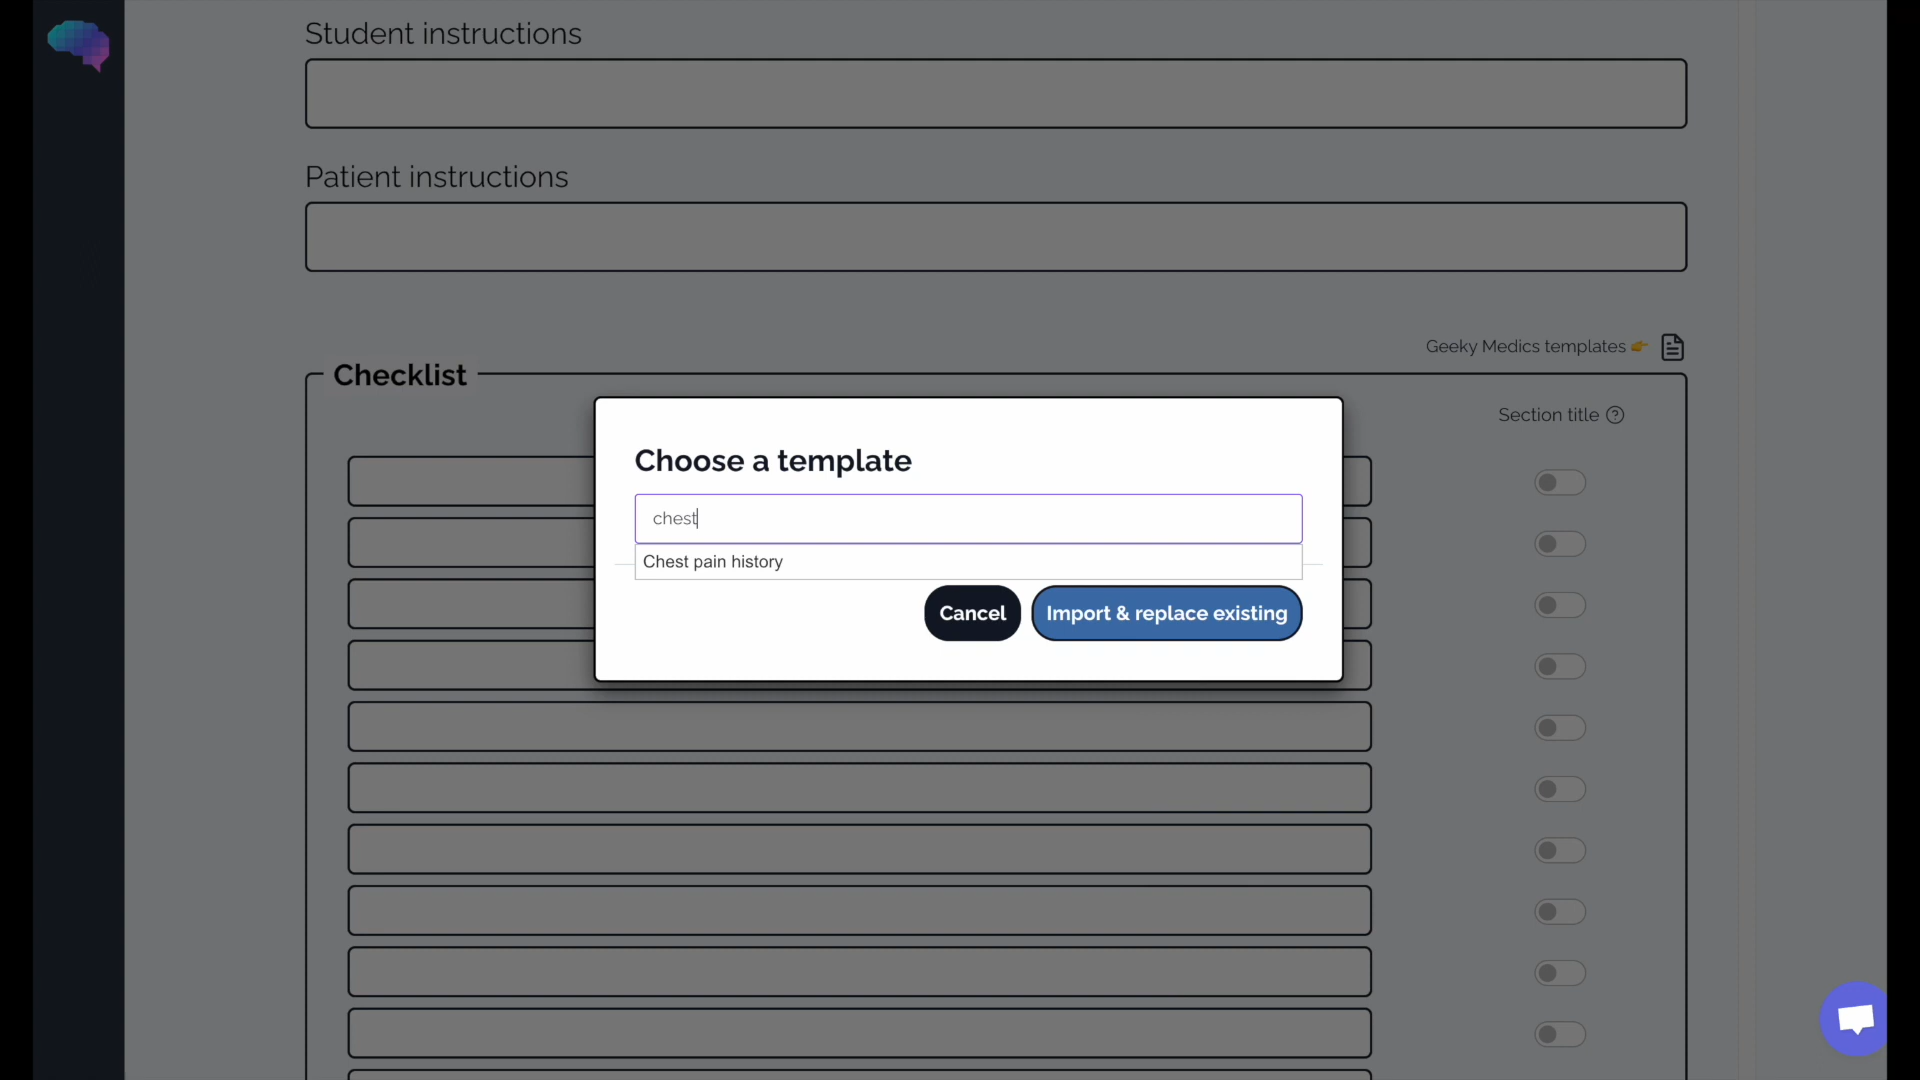 Student instructions
Patient instructions
Geeky Medics templates 👉
Checklist
Section title ?
Choose a template
chest
Chest pain history
Cancel
Import & replace existing